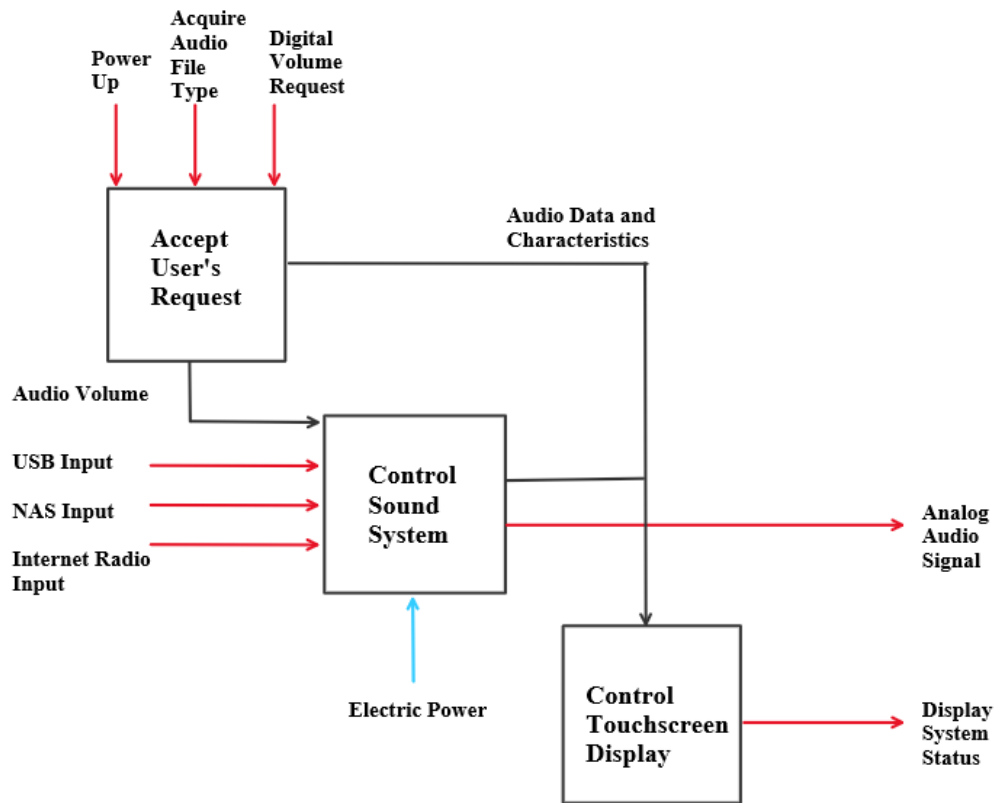 Power
Up
Acquire
Audio
File
Type
Digital
Volume
Request
Accept
User's
Request
Audio Data and
Characteristics
Audio Volume
USB Input
NAS Input
Internet Radio
Input
Control
Sound
System
Analog
Audio
Signal
Electric Power
Control
Touchscreen
Display
Display
System
Status